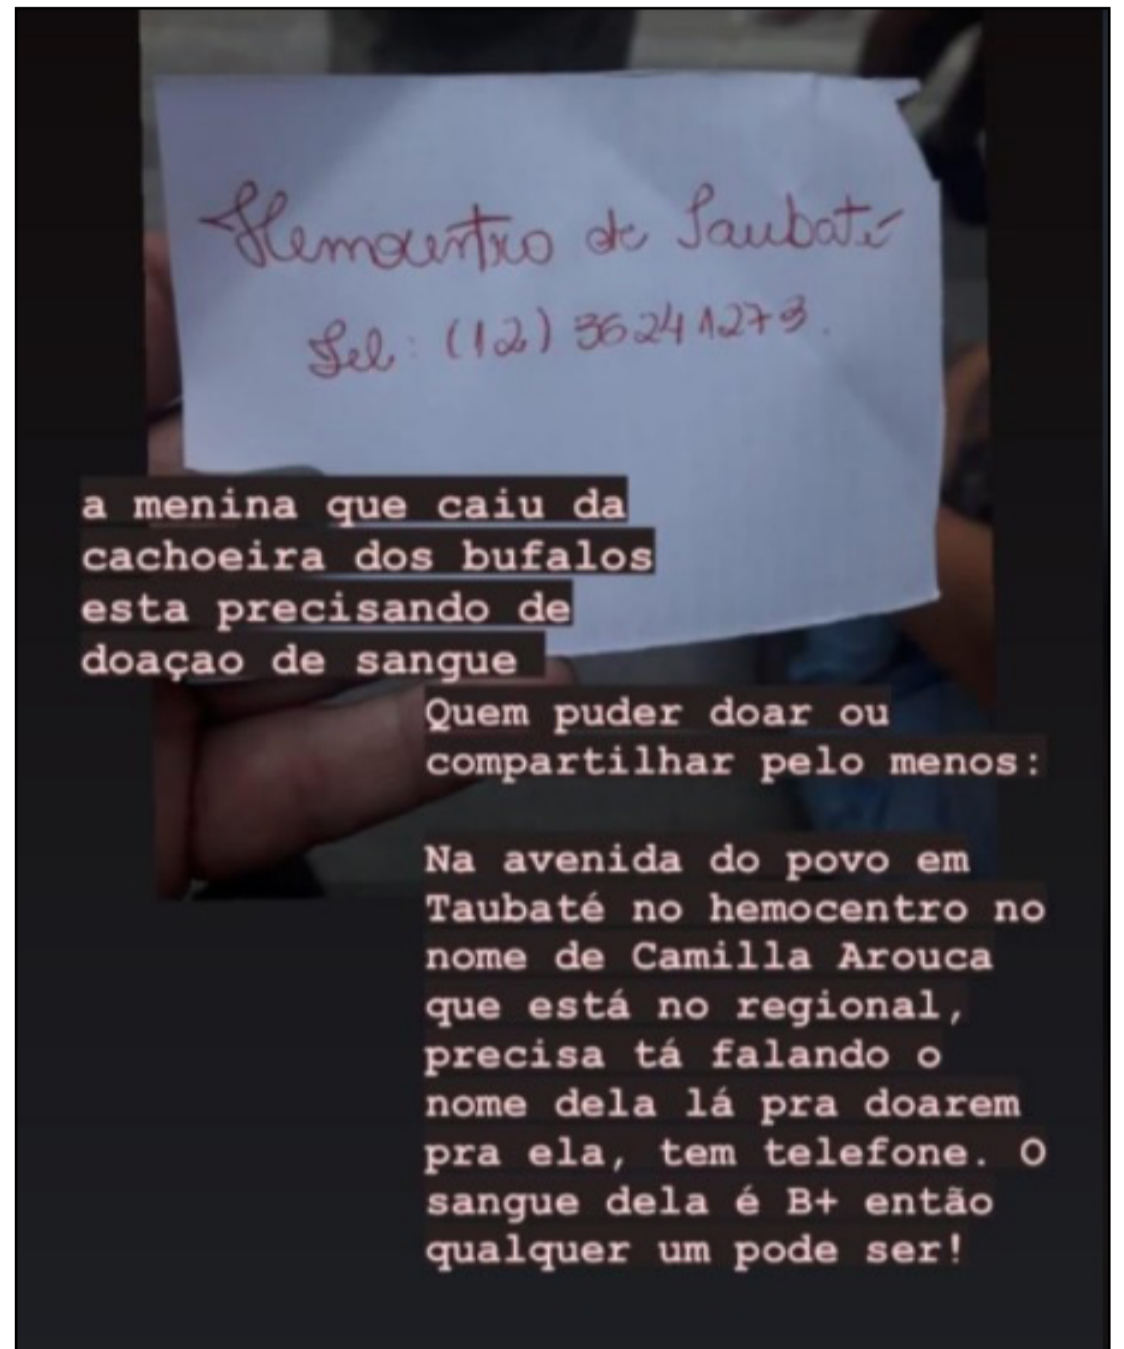 Hemocentro de Taubaté
Tel: (12) 36241273.
a menina que caiu da
cachoeira dos bufalos
esta precisando de
doaçao de sangue
Quem puder doar ou
compartilhar pelo menos:
Na avenida do povo em
Taubaté no hemocentro no
nome de Camilla Arouca
que está no regional,
precisa tá falando o
nome dela lá pra doarem
pra ela, tem telefone. O
sangue dela é B+ então
qualquer um pode ser!